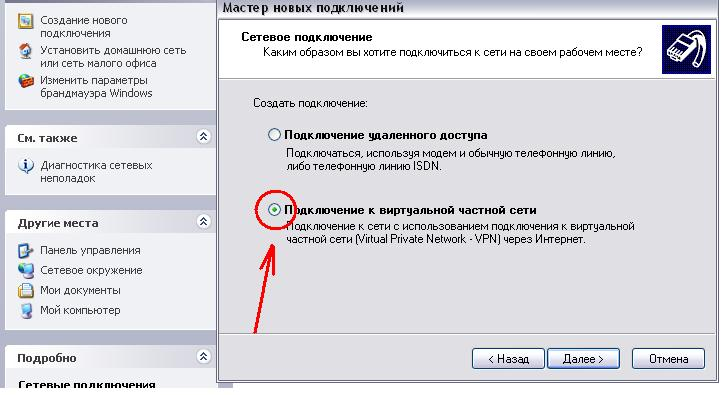 Создание нового
подключения
Установить домашнюю сеть
или сеть малого офиса
Изменить параметры
брандмауэра Windows
См. также
Диагностика сетевых
неполадок
Другие места
Панель управления
Сетевое окружение
Мои документы
Мой компьютер
Подробно
Сетевые подключения
Мастер новых подключений
Сетевое подключение
Каким образом вы хотите подключиться к сети на своем рабочем месте?
Создать подключение:
Подключение удаленного доступа
Подключаться, используя модем и обычную телефонную линию,
либо телефонную линию ISDN.
Подключение к виртуальной частной сети
Подключение к сети с использованием подключения к виртуальной
частной сети (Virtual Private Network - VPN) через Интернет.
< Назад
Далее >
Отмена